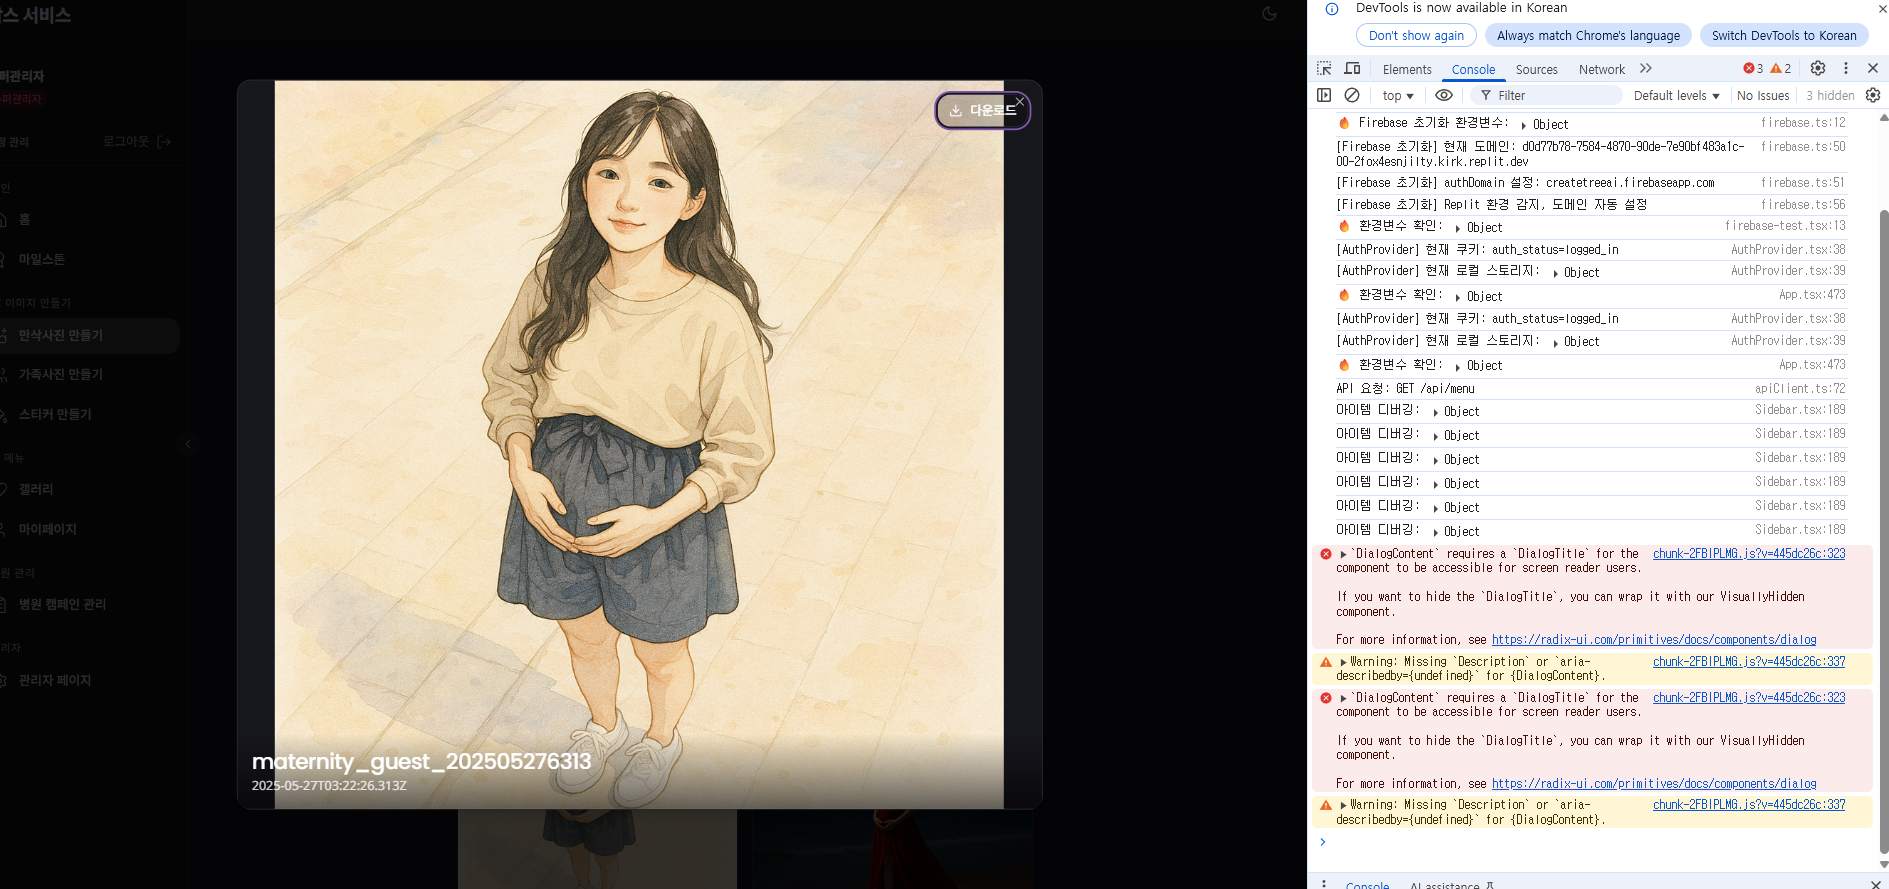 스 서비스
퍼관리자
퍼관리자
관리
로그아웃
인
홈
마일스톤
이미지 만들기
만삭사진 만들기
가족사진 만들기
스티커 만들기
메뉴
갤러리
마이페이지
원 관리
병원 캠페인 관리
리자
관리자 페이지
다운로드
maternity_guest_202505276313
2025-05-27T03:22:26.313Z
DevTools is now available in Korean
Don't show again
Always match Chrome's language
Switch DevTools to Korean
Elements
Console
Sources
Network
3
2
top
Filter
Default levels
No Issues
3 hidden
🔥 Firebase 초기화 환경변수: ▸ Object firebase.ts:12
[Firebase 초기화] 현재 도메인: d0d77b78-7584-4870-90de-7e90bf483a1c- firebase.ts:50
00-2fox4esnjilty.kirk.replit.dev
[Firebase 초기화] authDomain 설정: createtreeai.firebaseapp.com firebase.ts:51
[Firebase 초기화] Replit 환경 감지, 도메인 자동 설정 firebase.ts:56
🔥 환경변수 확인: ▸ Object firebase-test.tsx:13
[AuthProvider] 현재 쿠키: auth_status=logged_in AuthProvider.tsx:38
[AuthProvider] 현재 로컬 스토리지: ▸ Object AuthProvider.tsx:39
🔥 환경변수 확인: ▸ Object App.tsx:473
[AuthProvider] 현재 쿠키: auth_status=logged_in AuthProvider.tsx:38
[AuthProvider] 현재 로컬 스토리지: ▸ Object AuthProvider.tsx:39
🔥 환경변수 확인: ▸ Object App.tsx:473
API 요청: GET /api/menu apiClient.ts:72
아이템 디버깅: ▸ Object Sidebar.tsx:189
아이템 디버깅: ▸ Object Sidebar.tsx:189
아이템 디버깅: ▸ Object Sidebar.tsx:189
아이템 디버깅: ▸ Object Sidebar.tsx:189
아이템 디버깅: ▸ Object Sidebar.tsx:189
아이템 디버깅: ▸ Object Sidebar.tsx:189
▸`DialogContent` requires a `DialogTitle` for the chunk-2FBIPLMG.js?v=445dc26c:323
component to be accessible for screen reader users.
If you want to hide the `DialogTitle`, you can wrap it with our VisuallyHidden
component.
For more information, see https://radix-ui.com/primitives/docs/components/dialog
▸Warning: Missing `Description` or `aria- chunk-2FBIPLMG.js?v=445dc26c:337
describedby={undefined}` for {DialogContent}.
▸`DialogContent` requires a `DialogTitle` for the chunk-2FBIPLMG.js?v=445dc26c:323
component to be accessible for screen reader users.
If you want to hide the `DialogTitle`, you can wrap it with our VisuallyHidden
component.
For more information, see https://radix-ui.com/primitives/docs/components/dialog
▸Warning: Missing `Description` or `aria- chunk-2FBIPLMG.js?v=445dc26c:337
describedby={undefined}` for {DialogContent}.
Console
AI assistance